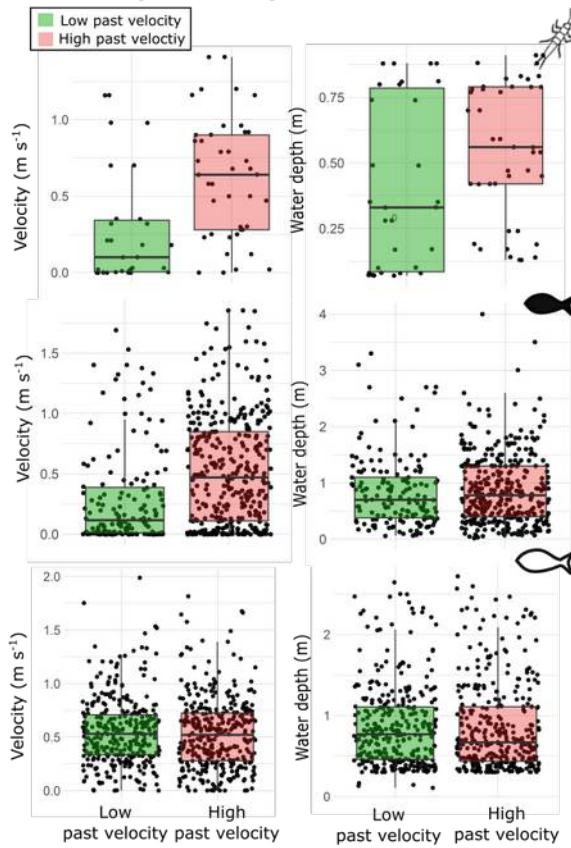 Low past velocity
High past veloctiy
Velocity (m s-1)
1.0
0.5
0.0
Water depth (m)
0.75
0.50
0.25
Velocity (m s-1)
1.5
1.0
0.5
0.0
Water depth (m)
4
3
2
1
0
Velocity (m s-1)
2.0
1.5
1.0
0.5
0.0
Water depth (m)
2
1
0
Low
past velocity
High
past velocity
Low
past velocity
High
past velocity